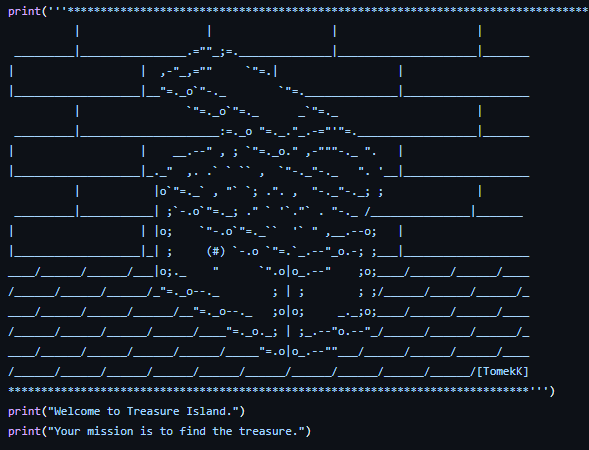 print('''*******************************************************************************
          |                   |                  |                     |
 _________|________________.=""_;=.______________|_____________________|_______
|                   |  ,-"_,=""     `"=.|                  |
|___________________|__"=._o`"-._        `"=.______________|___________________
          |                `"=._o`"=._      _`"=._                     |
 _________|_____________________:=._o "=._."_.-="'"=.__________________|_______
|                   |    __.--" , ; `"=._o." ,-"""-._ ".   |
|___________________|_._"  ,. .` ` `` ,  `"-._"-._   ". '__|___________________
          |           |o`"=._` , "` `; .". ,  "-._"-._; ;              |
 _________|___________| ;`-.o`"=._; ." ` '`."` . "-._ /_______________|_______
|                   | |o;    `"-.o`"=._``  '` " ,__.--o;   |
|___________________|_| ;     (#) `-.o `"=.`_.--"_o.-; ;___|___________________
____/______/______/___|o;._    "      `".o|o_.--"    ;o;____/______/______/____
/______/______/______/_"=._o--._        ; | ;        ; ;/______/______/______/_
____/______/______/______/__"=._o--._   ;o|o;     _._;o;____/______/______/____
/______/______/______/______/____"=._o._; | ;_.--"o.--"_/______/______/______/_
____/______/______/______/______/_____"=.o|o_.--""___/______/______/______/____
/______/______/______/______/______/______/______/______/______/______/[TomekK]
*******************************************************************************''')
print("Welcome to Treasure Island.")
print("Your mission is to find the treasure.")